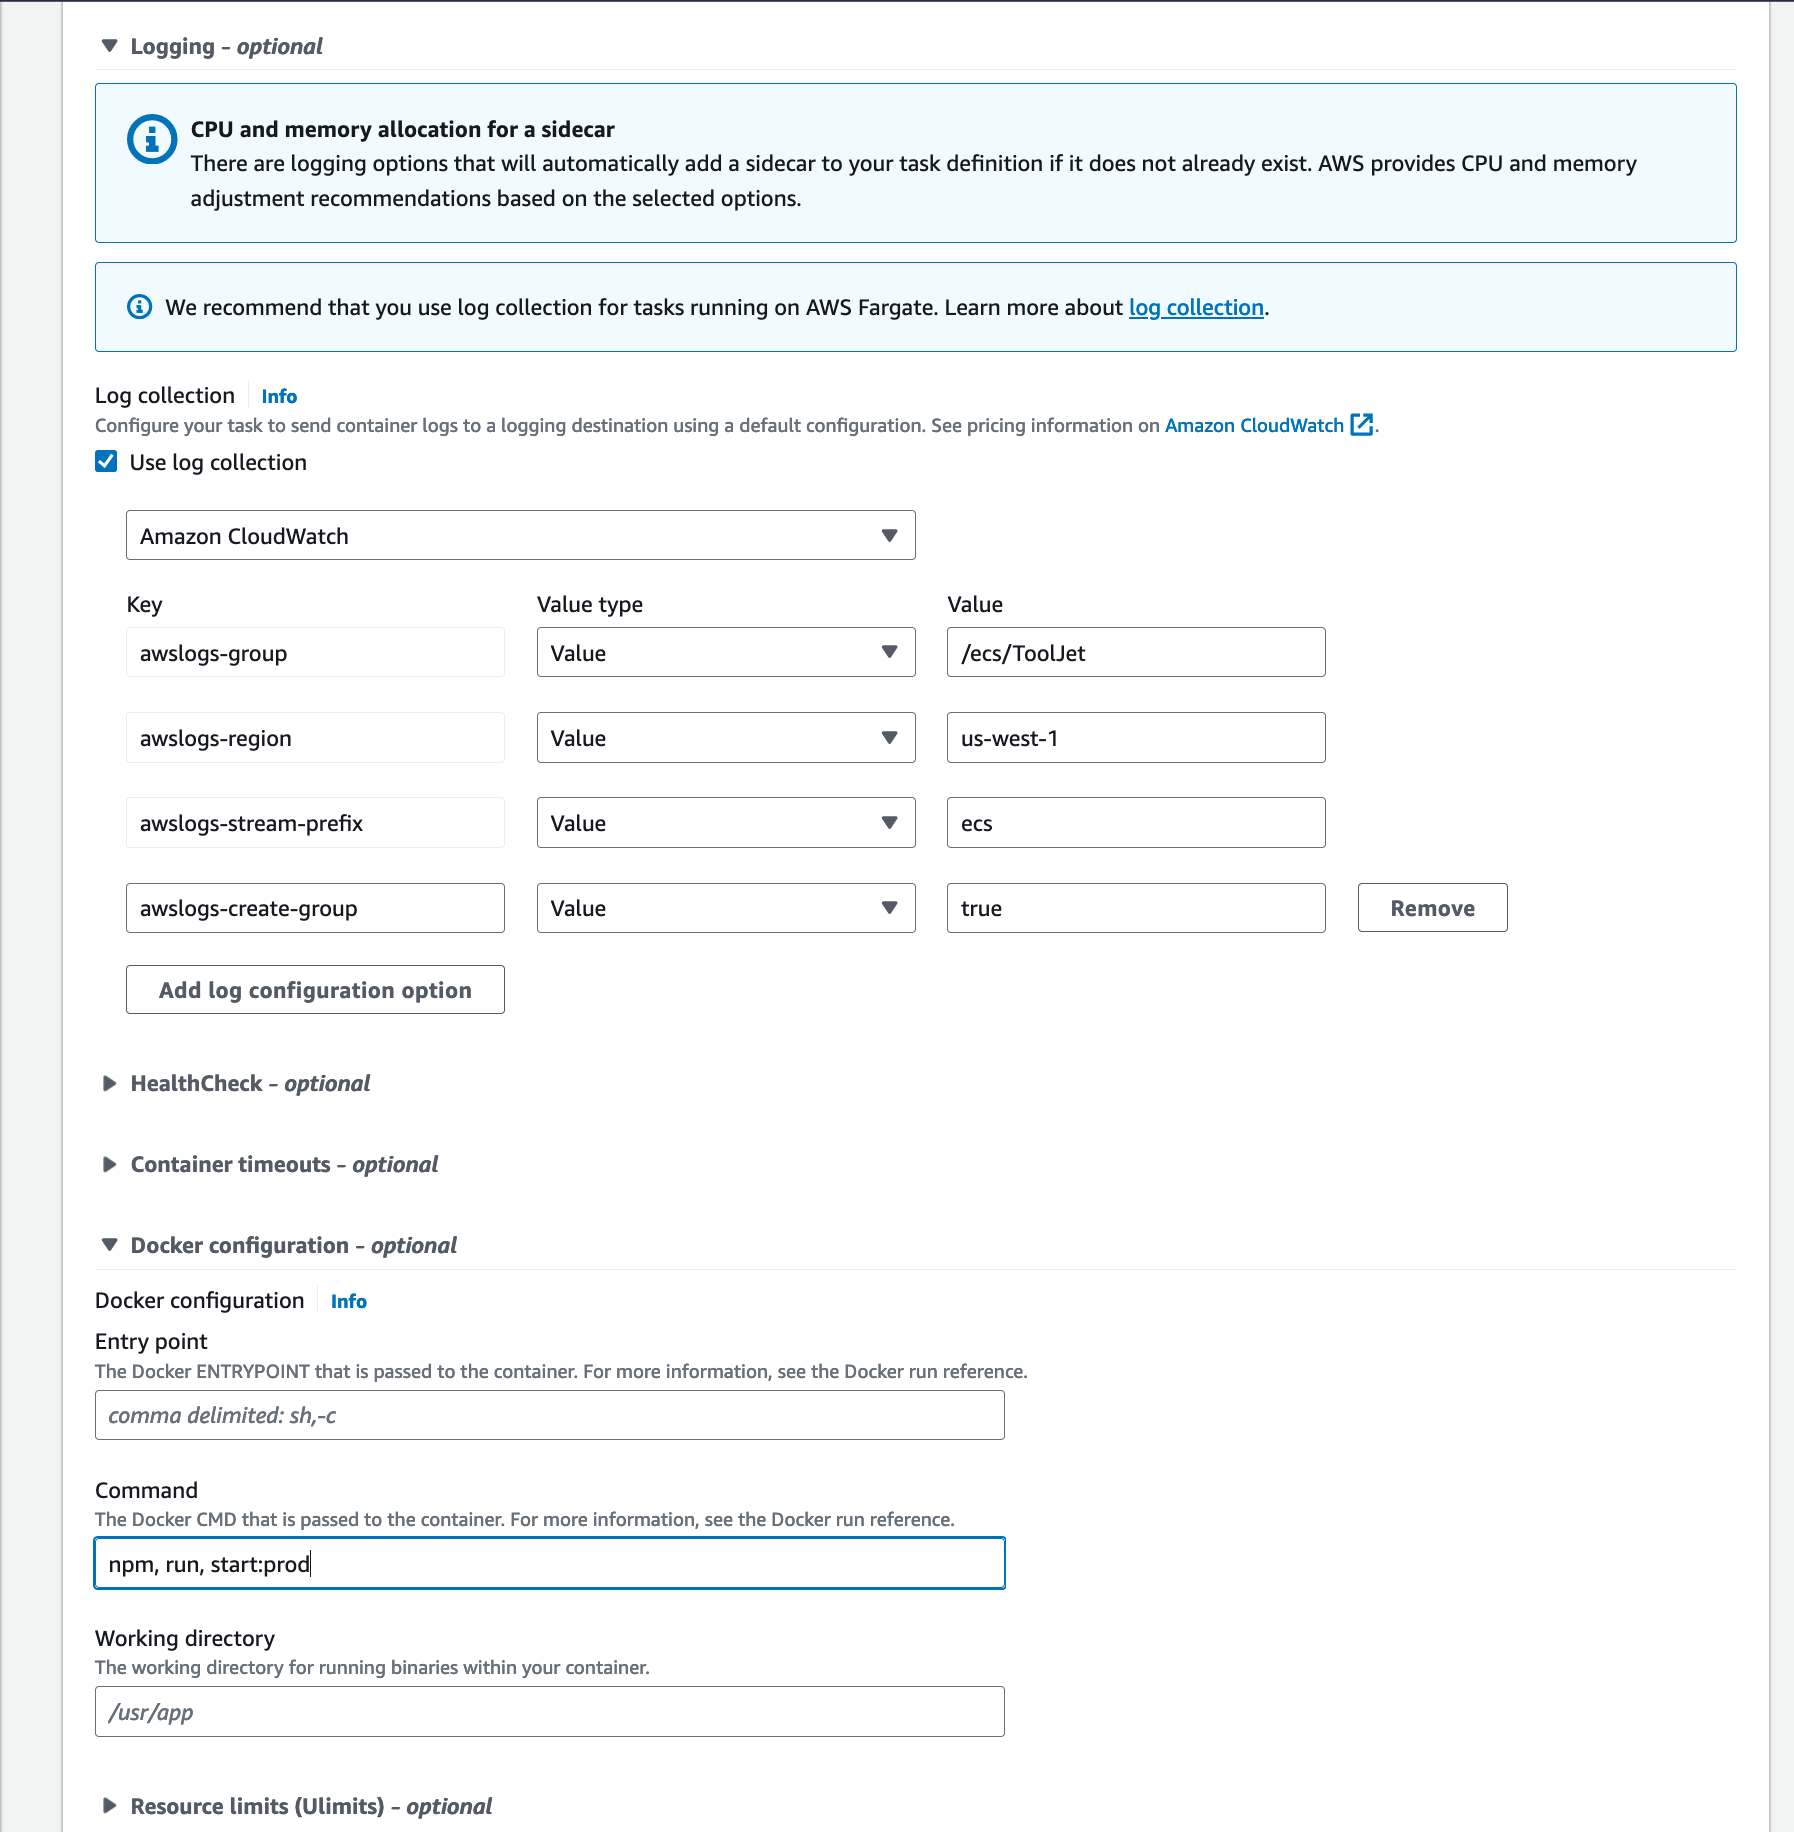 Logging - optional
CPU and memory allocation for a sidecar
There are logging options that will automatically add a sidecar to your task definition if it does not already exist. AWS provides CPU and memory
adjustment recommendations based on the selected options.
We recommend that you use log collection for tasks running on AWS Fargate. Learn more about log collection.
Log collection Info
Configure your task to send container logs to a logging destination using a default configuration. See pricing information on Amazon CloudWatch.
Use log collection
Amazon CloudWatch
Key Value type Value
awslogs-group Value /ecs/ToolJet
awslogs-region Value us-west-1
awslogs-stream-prefix Value ecs
awslogs-create-group Value true Remove
Add log configuration option
HealthCheck - optional
Container timeouts - optional
Docker configuration - optional
Docker configuration Info
Entry point
The Docker ENTRYPOINT that is passed to the container. For more information, see the Docker run reference.
comma delimited: sh,-c
Command
The Docker CMD that is passed to the container. For more information, see the Docker run reference.
npm, run, start:prod
Working directory
The working directory for running binaries within your container.
/usr/app
Resource limits (Ulimits) - optional